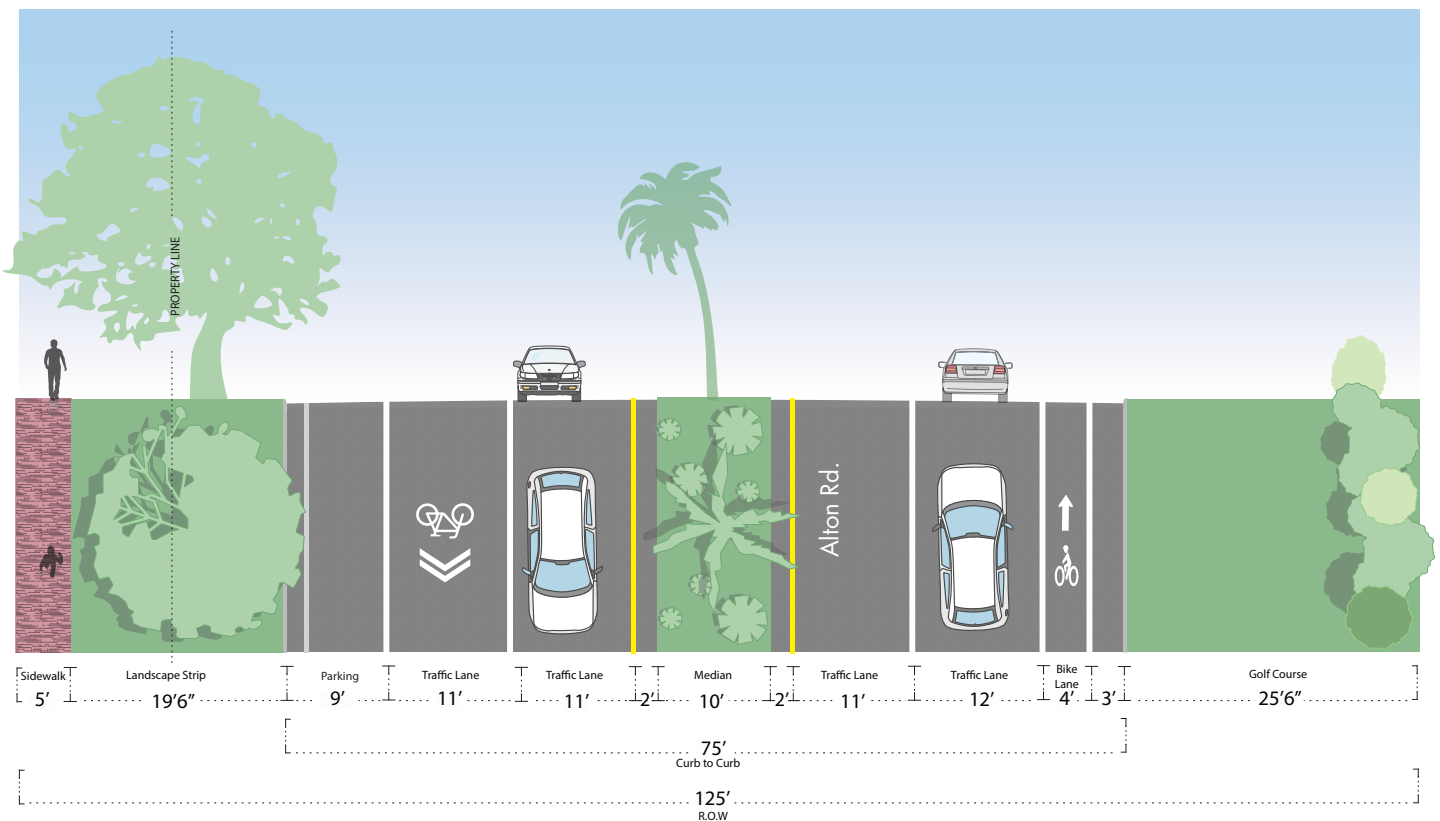 PROPERTY LINE
Alton Rd.
Sidewalk
5’
Landscape Strip
19’6”
Parking
9’
Traffic Lane
11’
Traffic Lane
11’
2’
Median
10’
2’
Traffic Lane
11’
Traffic Lane
12’
Bike
Lane
4’
3’
Golf Course
25’6”
75’
Curb to Curb
125’
R.O.W